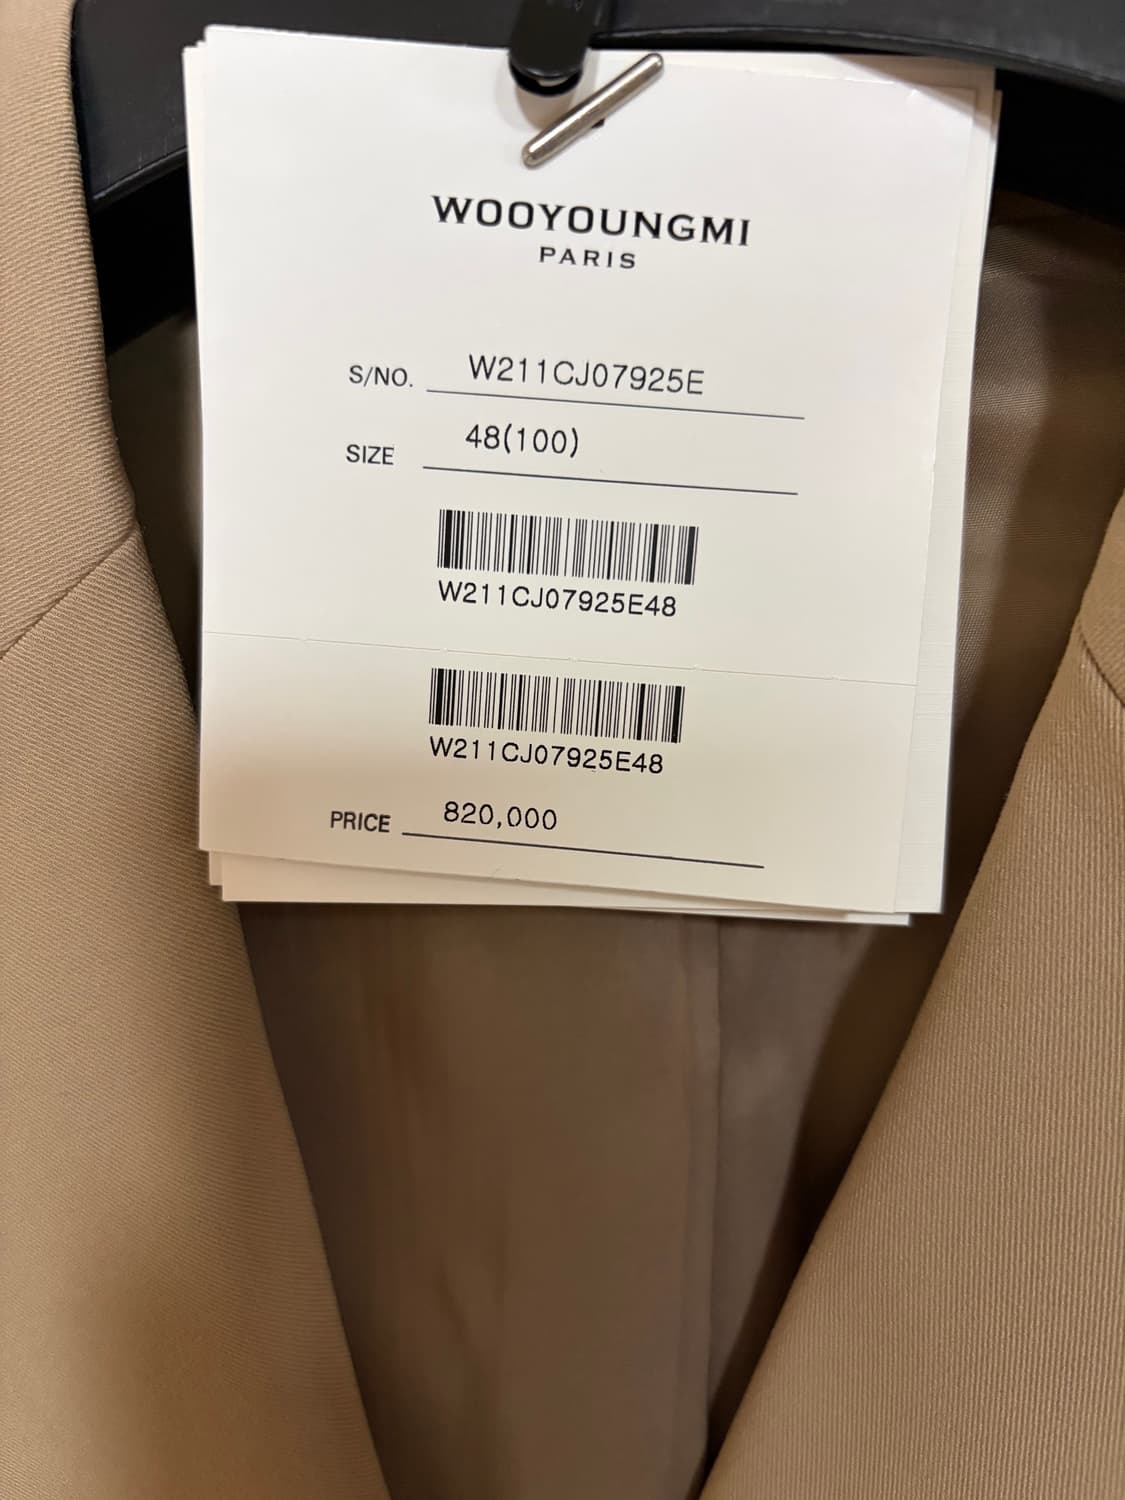 WOOYOUNGMI
PARIS
S/NO. W211CJ07925E
SIZE 48(100)
W211CJ07925E48
W211CJ07925E48
PRICE 820,000